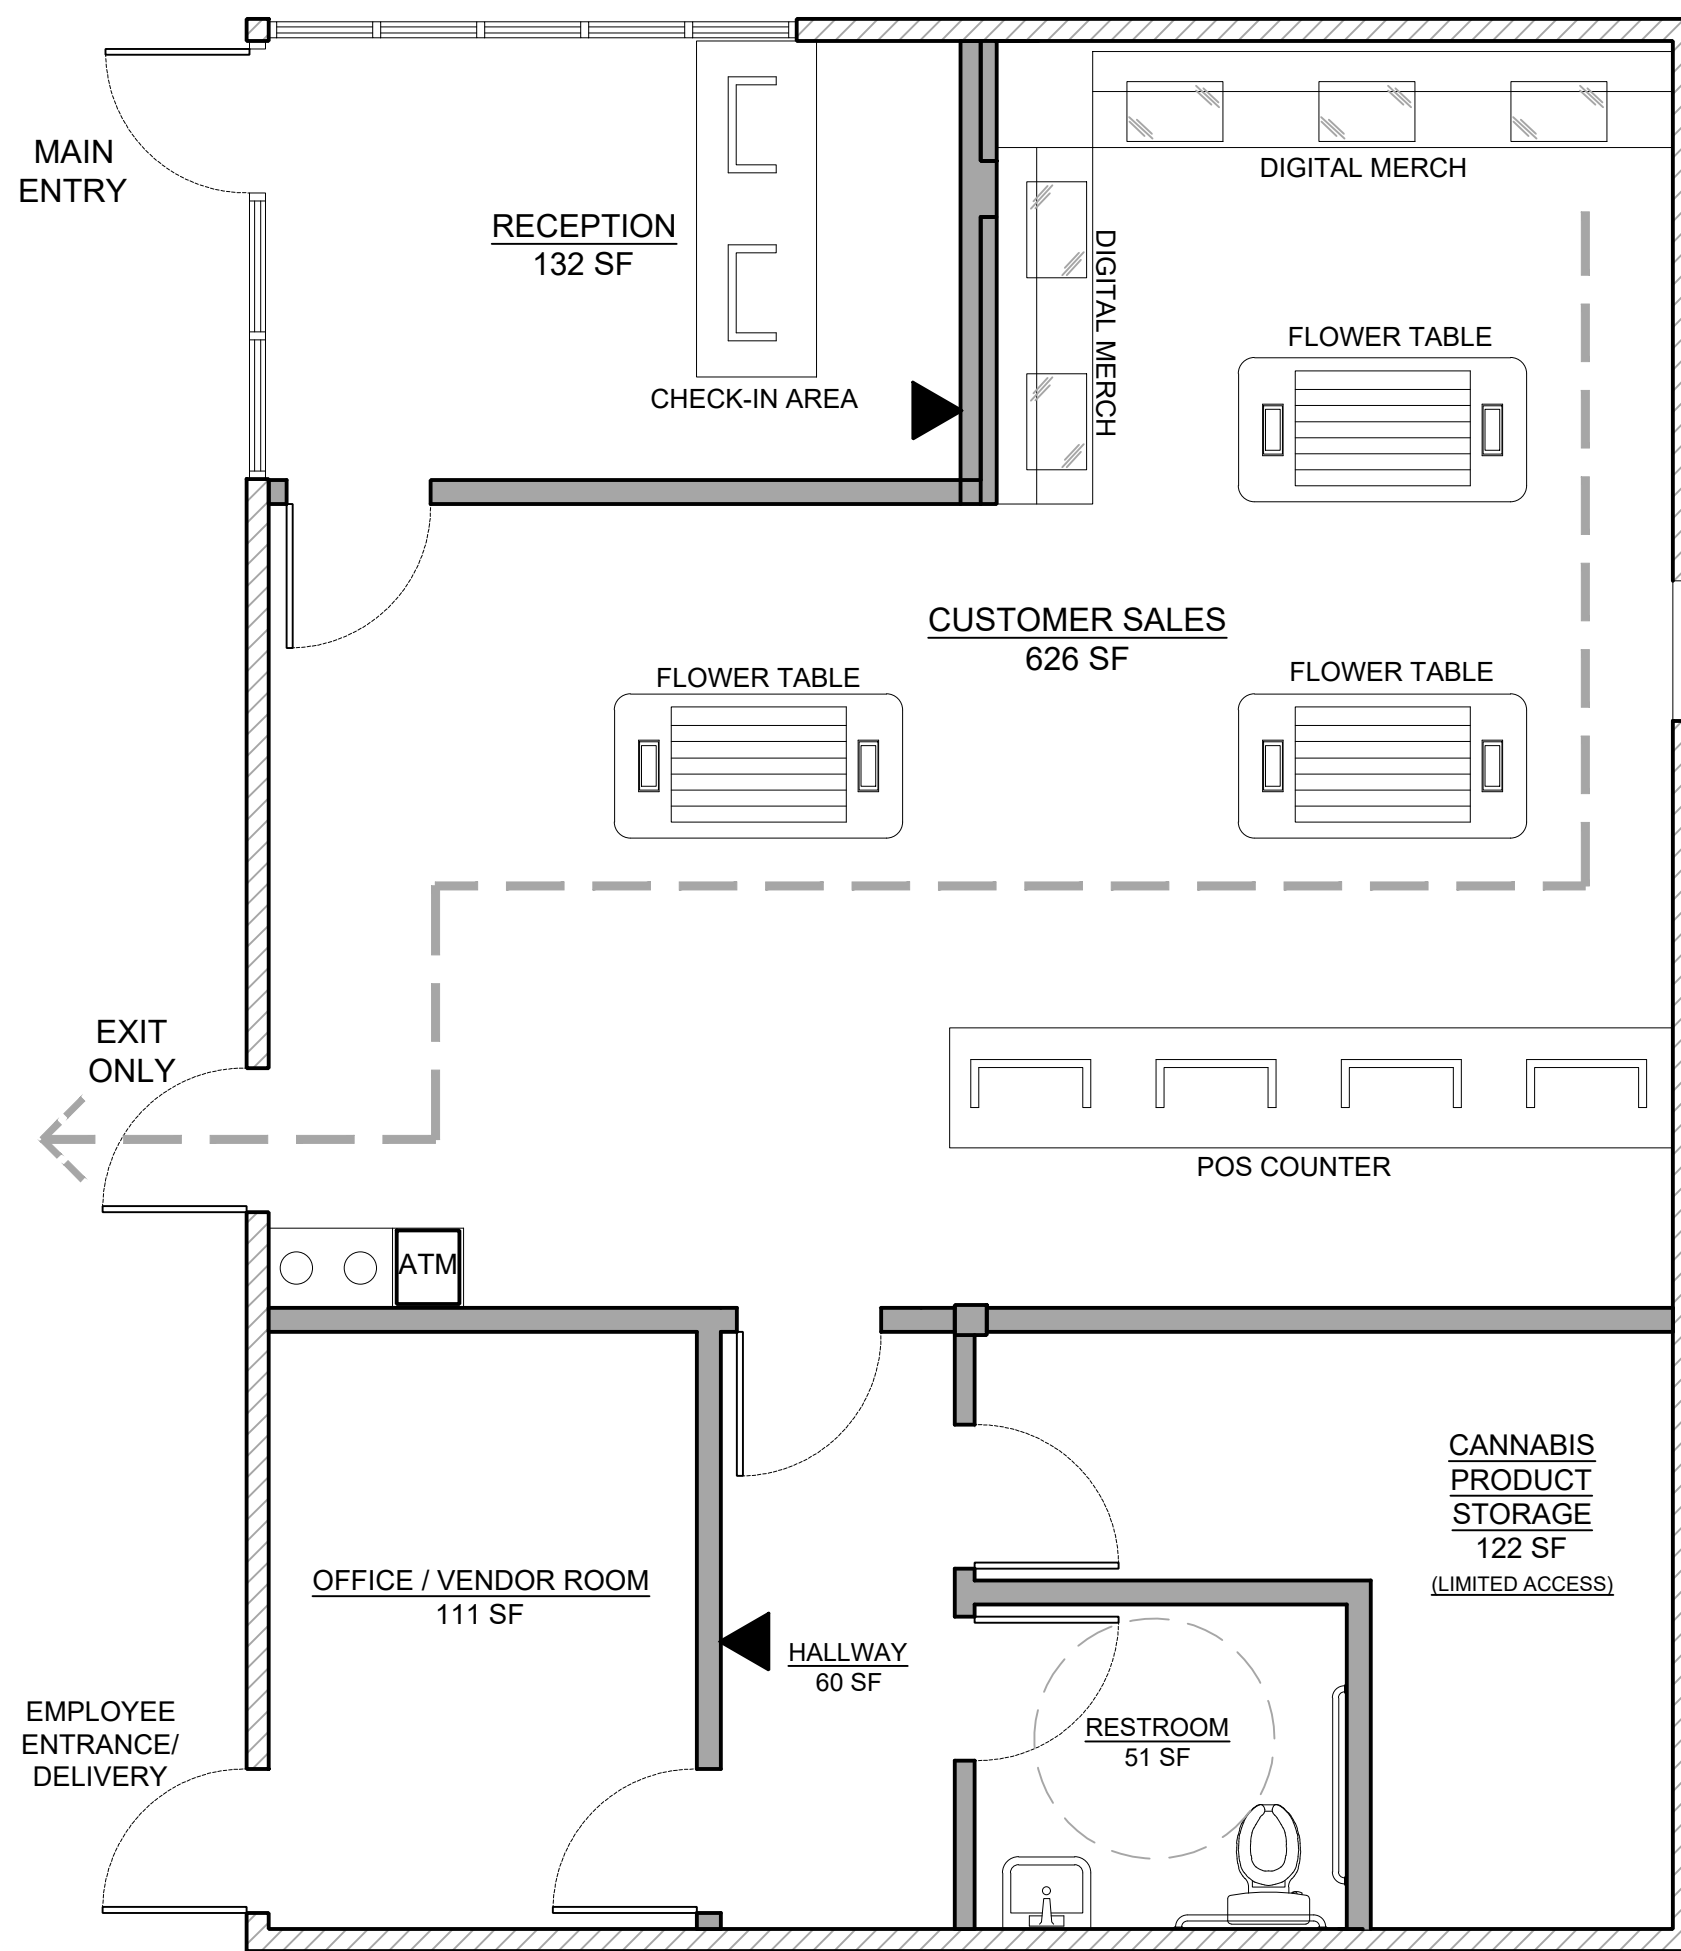 MAIN
ENTRY
RECEPTION
132 SF
CHECK-IN AREA
DIGITAL MERCH
DIGITAL MERCH
FLOWER TABLE
CUSTOMER SALES
626 SF
FLOWER TABLE
FLOWER TABLE
EXIT
ONLY
POS COUNTER
ATM
CANNABIS
PRODUCT
STORAGE
122 SF
(LIMITED ACCESS)
OFFICE / VENDOR ROOM
111 SF
HALLWAY
60 SF
RESTROOM
51 SF
EMPLOYEE
ENTRANCE/
DELIVERY